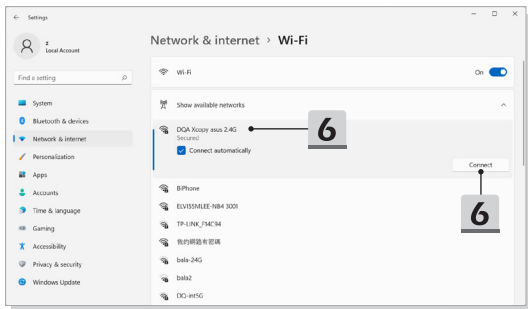 Settings
z
Local Account
Find a setting
System
Bluetooth & devices
Network & internet
Personalization
Apps
Accounts
Time & language
Gaming
Accessibility
Privacy & security
Windows Update
Network & internet › Wi-Fi
Wi-Fi
On
Show available networks
DQA Xcopy asus 2.4G
Secured
Connect automatically
6
Connect
6
BiPhone
ELVISSMLEE-NB4 3001
TP-LINK_F14C94
我的網路有密碼
bala-24G
bala2
DQ-int5G